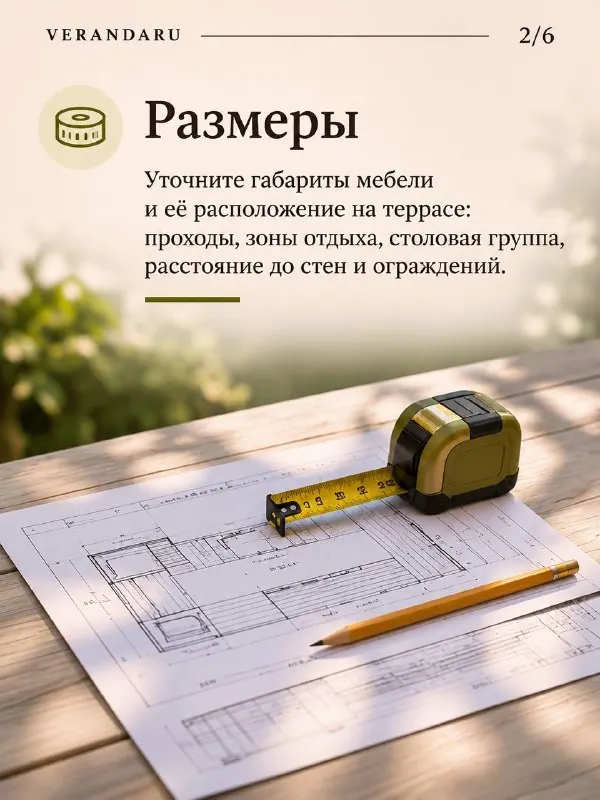 VERANDARU
2/6
Размеры
Уточните габариты мебели
и её расположение на террасе:
проходы, зоны отдыха, столовая группа,
расстояние до стен и ограждений.